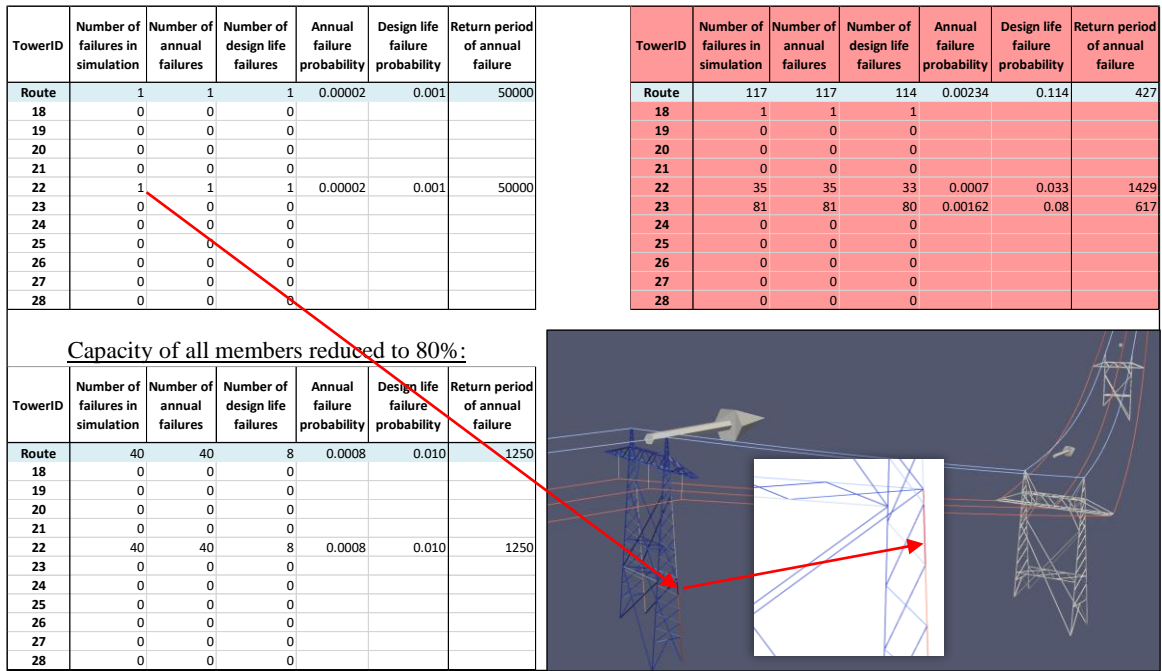 TowerID Number of failures in simulation Number of annual failures Number of design life failures Annual failure probability Design life failure probability Return period of annual failure
Route 1 1 1 0.00002 0.001 50000
18 0 0 0
19 0 0 0
20 0 0 0
21 0 0 0
22 1 1 1 0.00002 0.001 50000
23 0 0 0
24 0 0 0
25 0 0 0
26 0 0 0
27 0 0 0
28 0 0 0
TowerID Number of failures in simulation Number of annual failures Number of design life failures Annual failure probability Design life failure probability Return period of annual failure
Route 117 117 114 0.00234 0.114 427
18 1 1 1
19 0 0 0
20 0 0 0
21 0 0 0
22 35 35 33 0.0007 0.033 1429
23 81 81 80 0.00162 0.08 617
24 0 0 0
25 0 0 0
26 0 0 0
27 0 0 0
28 0 0 0
Capacity of all members reduced to 80%:
TowerID Number of failures in simulation Number of annual failures Number of design life failures Annual failure probability Design life failure probability Return period of annual failure
Route 40 40 8 0.0008 0.010 1250
18 0 0 0
19 0 0 0
20 0 0 0
21 0 0 0
22 40 40 8 0.0008 0.010 1250
23 0 0 0
24 0 0 0
25 0 0 0
26 0 0 0
27 0 0 0
28 0 0 0